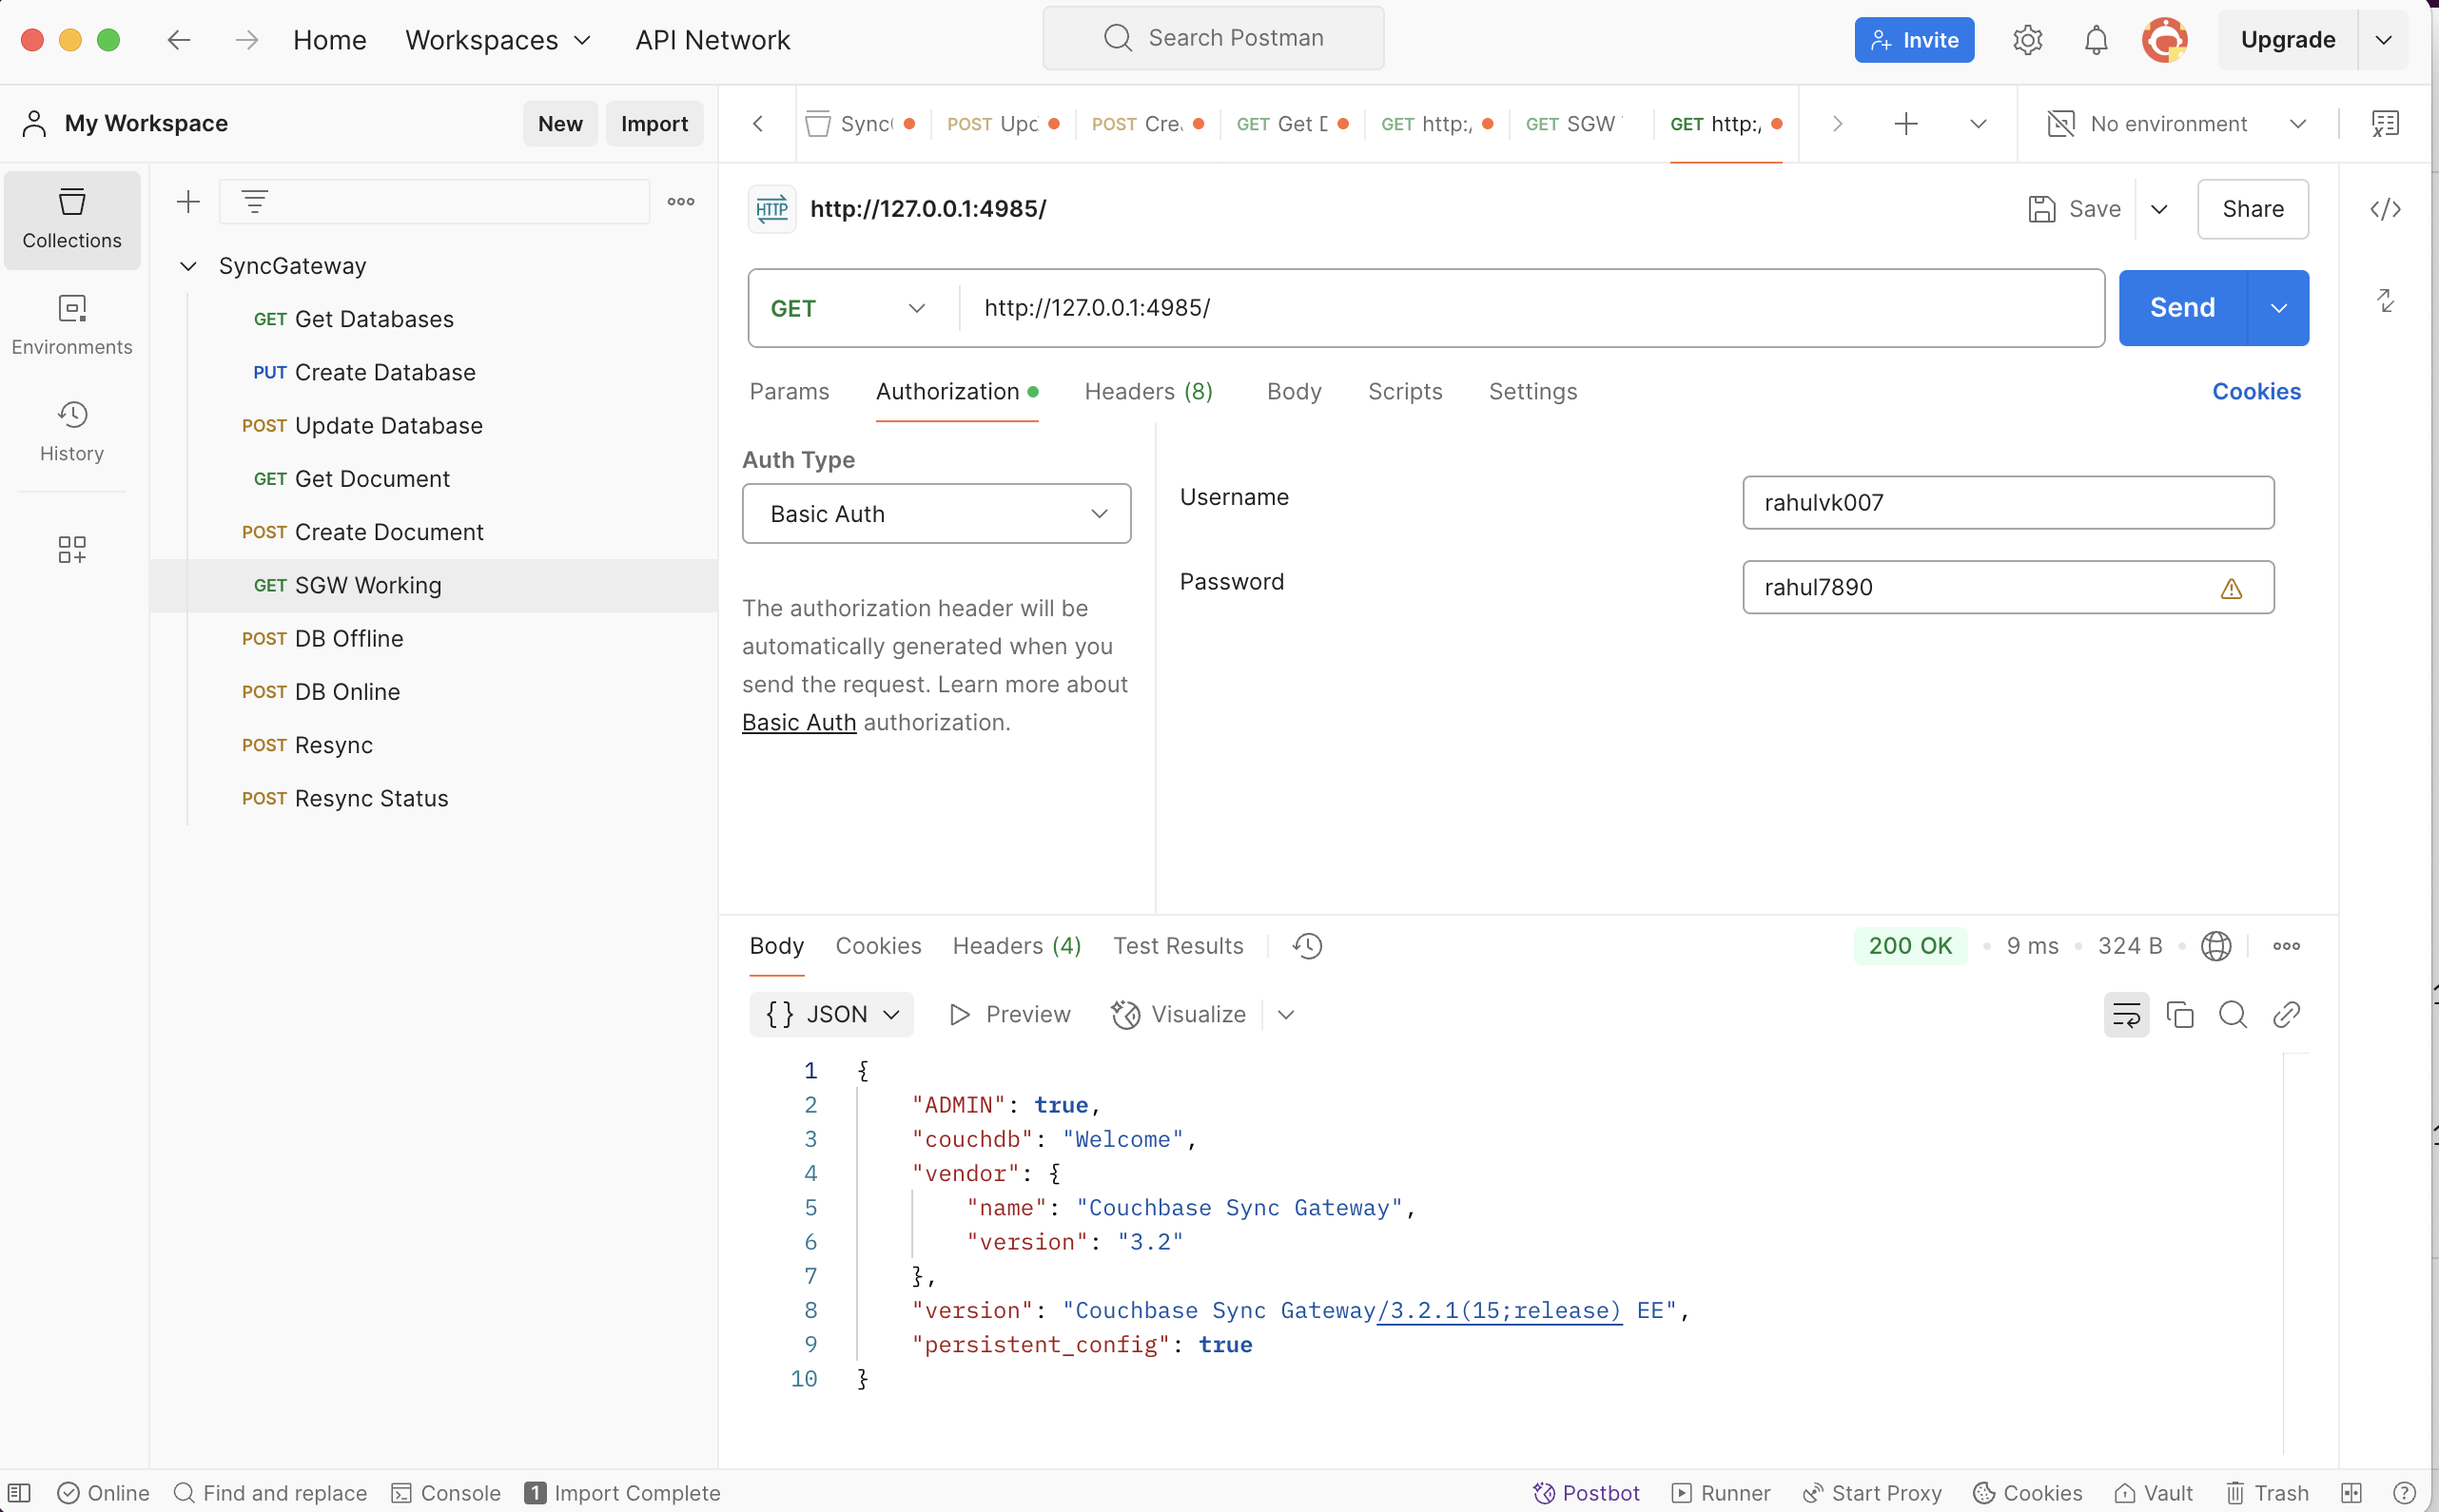 Home Workspaces API Network Search Postman Invite Upgrade
My Workspace New Import
Sync POST Upd POST Cre GET Get D GET http:/ GET SGW GET http:/ No environment
Collections
Environments
History
SyncGateway
GET Get Databases
PUT Create Database
POST Update Database
GET Get Document
POST Create Document
GET SGW Working
POST DB Offline
POST DB Online
POST Resync
POST Resync Status
HTTP http://127.0.0.1:4985/ Save Share
GET http://127.0.0.1:4985/ Send
Params Authorization Headers (8) Body Scripts Settings Cookies
Auth Type
Basic Auth
The authorization header will be
automatically generated when you
send the request. Learn more about
Basic Auth authorization.
Username rahulvk007
Password rahul7890
Body Cookies Headers (4) Test Results 200 OK 9 ms 324 B
{} JSON Preview Visualize
1 {
2 "ADMIN": true,
3 "couchdb": "Welcome",
4 "vendor": {
5 "name": "Couchbase Sync Gateway",
6 "version": "3.2"
7 },
8 "version": "Couchbase Sync Gateway/3.2.1(15;release) EE",
9 "persistent_config": true
10 }
Online Find and replace Console 1 Import Complete Postbot Runner Start Proxy Cookies Vault Trash